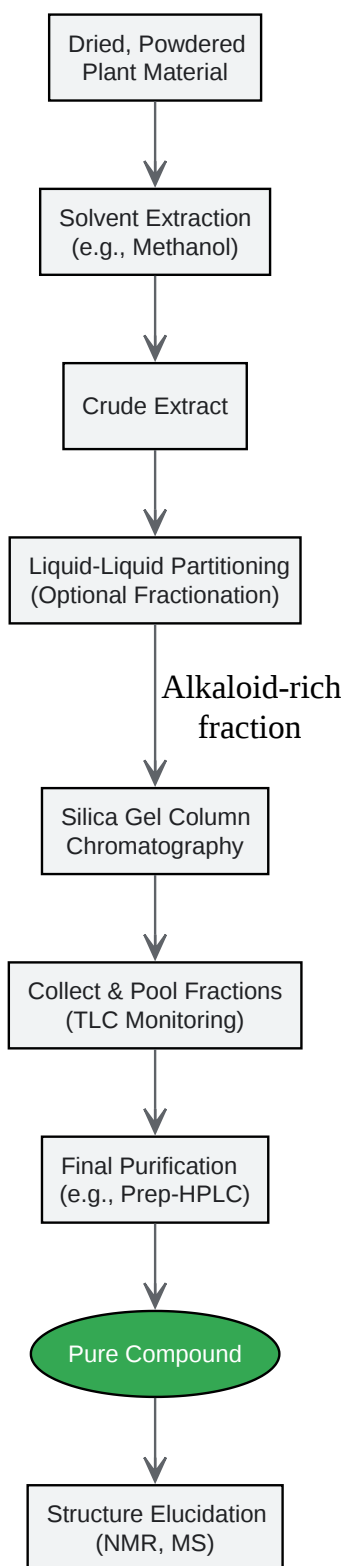 Dried, Powdered
Plant Material
Solvent Extraction
(e.g., Methanol)
Crude Extract
Liquid-Liquid Partitioning
(Optional Fractionation)
Alkaloid-rich
fraction
Silica Gel Column
Chromatography
Collect & Pool Fractions
(TLC Monitoring)
Final Purification
(e.g., Prep-HPLC)
Pure Compound
Structure Elucidation
(NMR, MS)